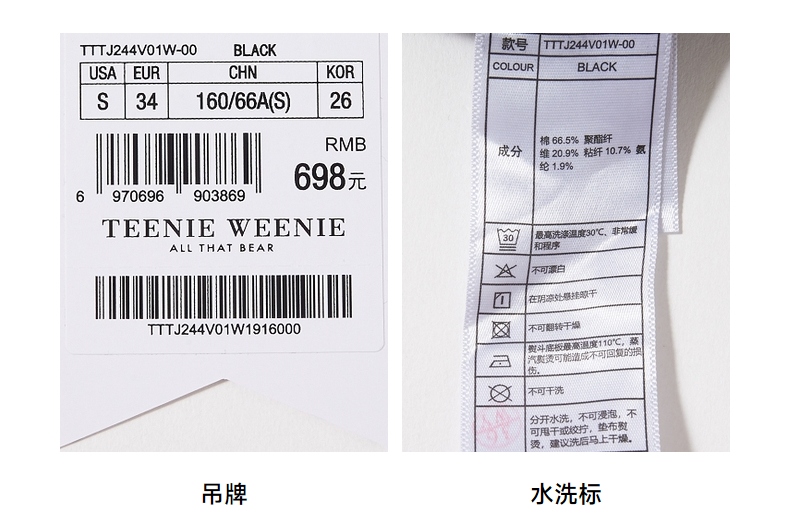 TTTJ244V01W-00 BLACK
USA EUR CHN KOR
S 34 160/66A(S) 26
RMB
698元
6 970696 903869
TEENIE WEENIE
ALL THAT BEAR
TTTJ244V01W1916000
吊牌
款号 TTTJ244V01W-00
COLOUR BLACK
成分
棉 66.5% 聚酯纤
维 20.9% 粘纤 10.7% 氨
纶 1.9%
30
最高洗涤温度30℃、非常缓
和程序
不可漂白
在阴凉处悬挂晾干
不可翻转干燥
熨斗底板最高温度110℃，蒸
汽熨烫可能造成不可回复的损
伤。
不可干洗
分开水洗，不可浸泡，不
可甩干或绞拧，垫布熨
烫，建议洗后马上干燥。
水洗标